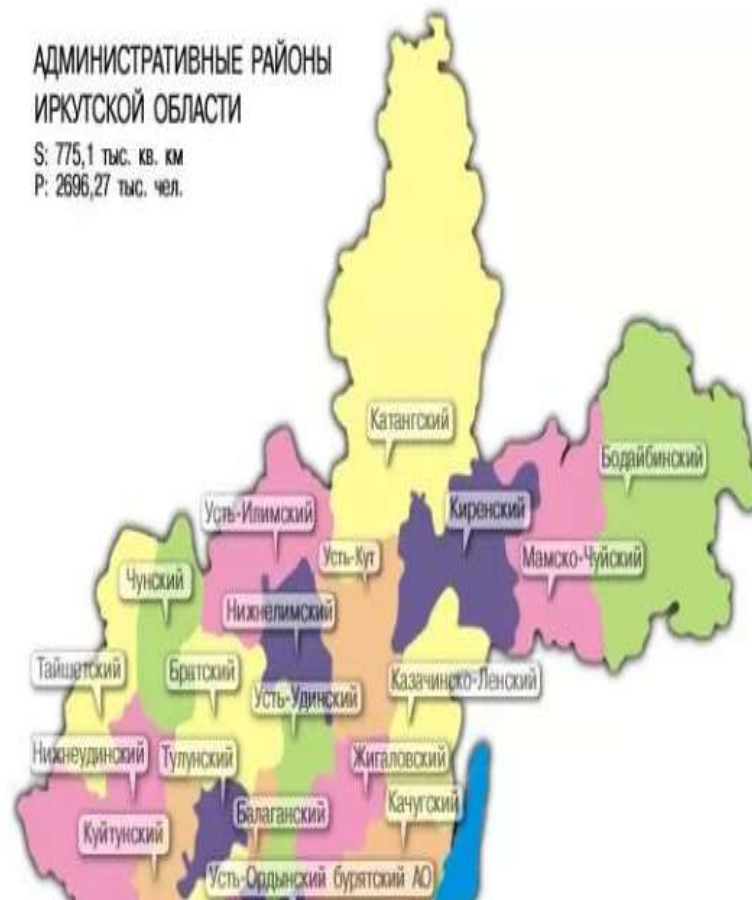 АДМИНИСТРАТИВНЫЕ РАЙОНЫ
ИРКУТСКОЙ ОБЛАСТИ
S: 775,1 тыс. кв. км
P: 2696,27 тыс. чел.
Катангский
Бодайбинский
Киренский
Усть-Илимский
Усть-Кут
Мамско-Чуйский
Чунский
Нижнелимский
Тайшетский
Братский
Казачинско-Ленский
Усть-Удинский
Нижнеудинский
Тулунский
Жигаловский
Качугский
Балаганский
Куйтунский
Усть-Ордынский бурятский АО